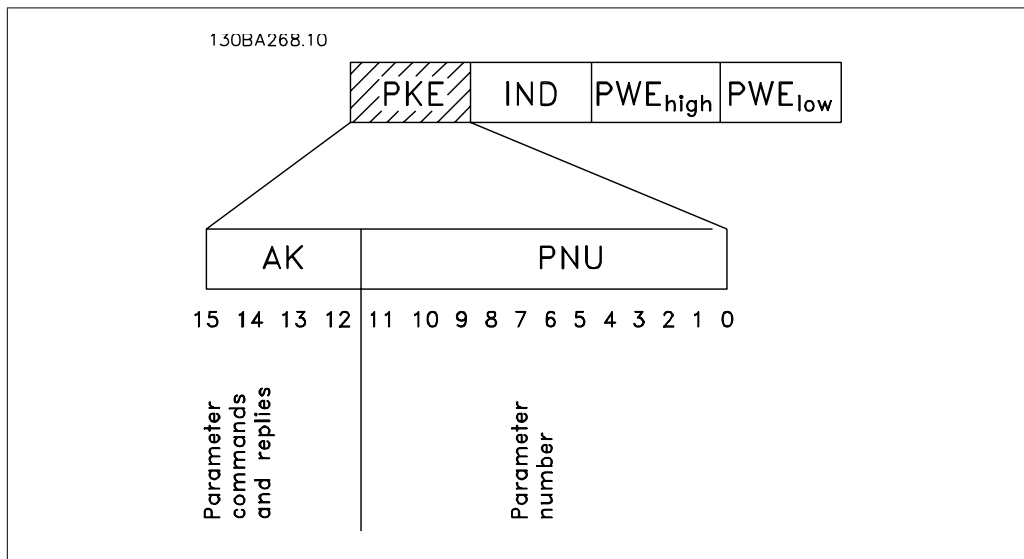 130BA268.10
PKE IND PWEhigh PWElow
AK PNU
15 14 13 12 11 10 9 8 7 6 5 4 3 2 1 0
Parameter
commands
and replies
Parameter
number